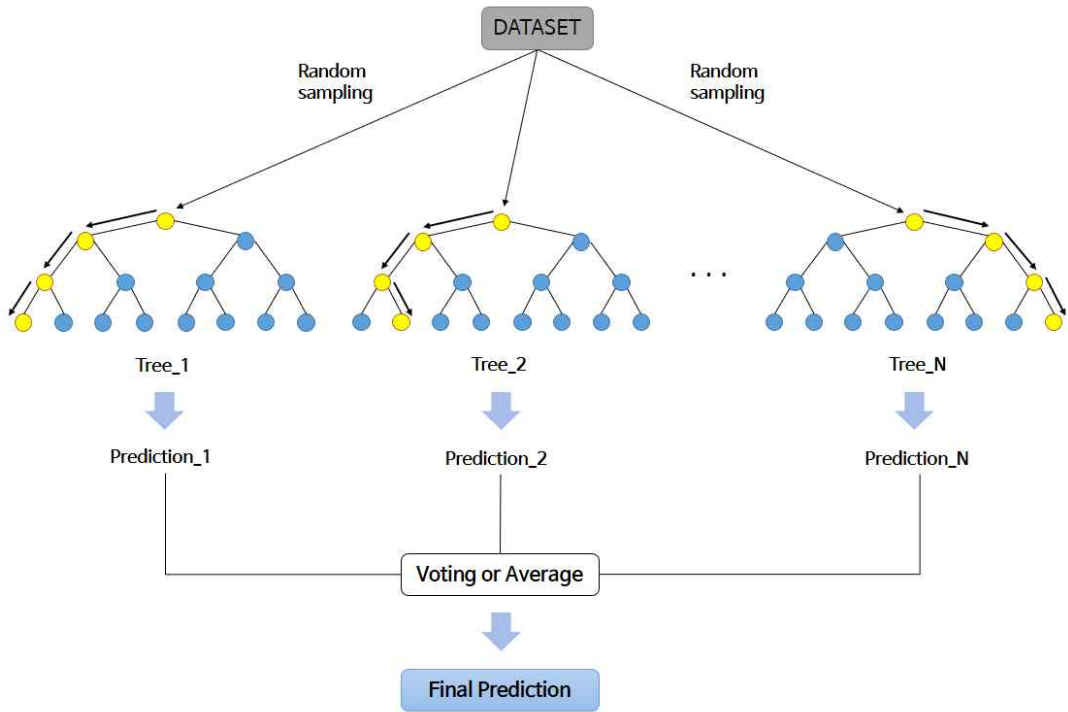 DATASET
Random
sampling
Random
sampling
. . .
Tree_1
Tree_2
Tree_N
Prediction_1
Prediction_2
Prediction_N
Voting or Average
Final Prediction